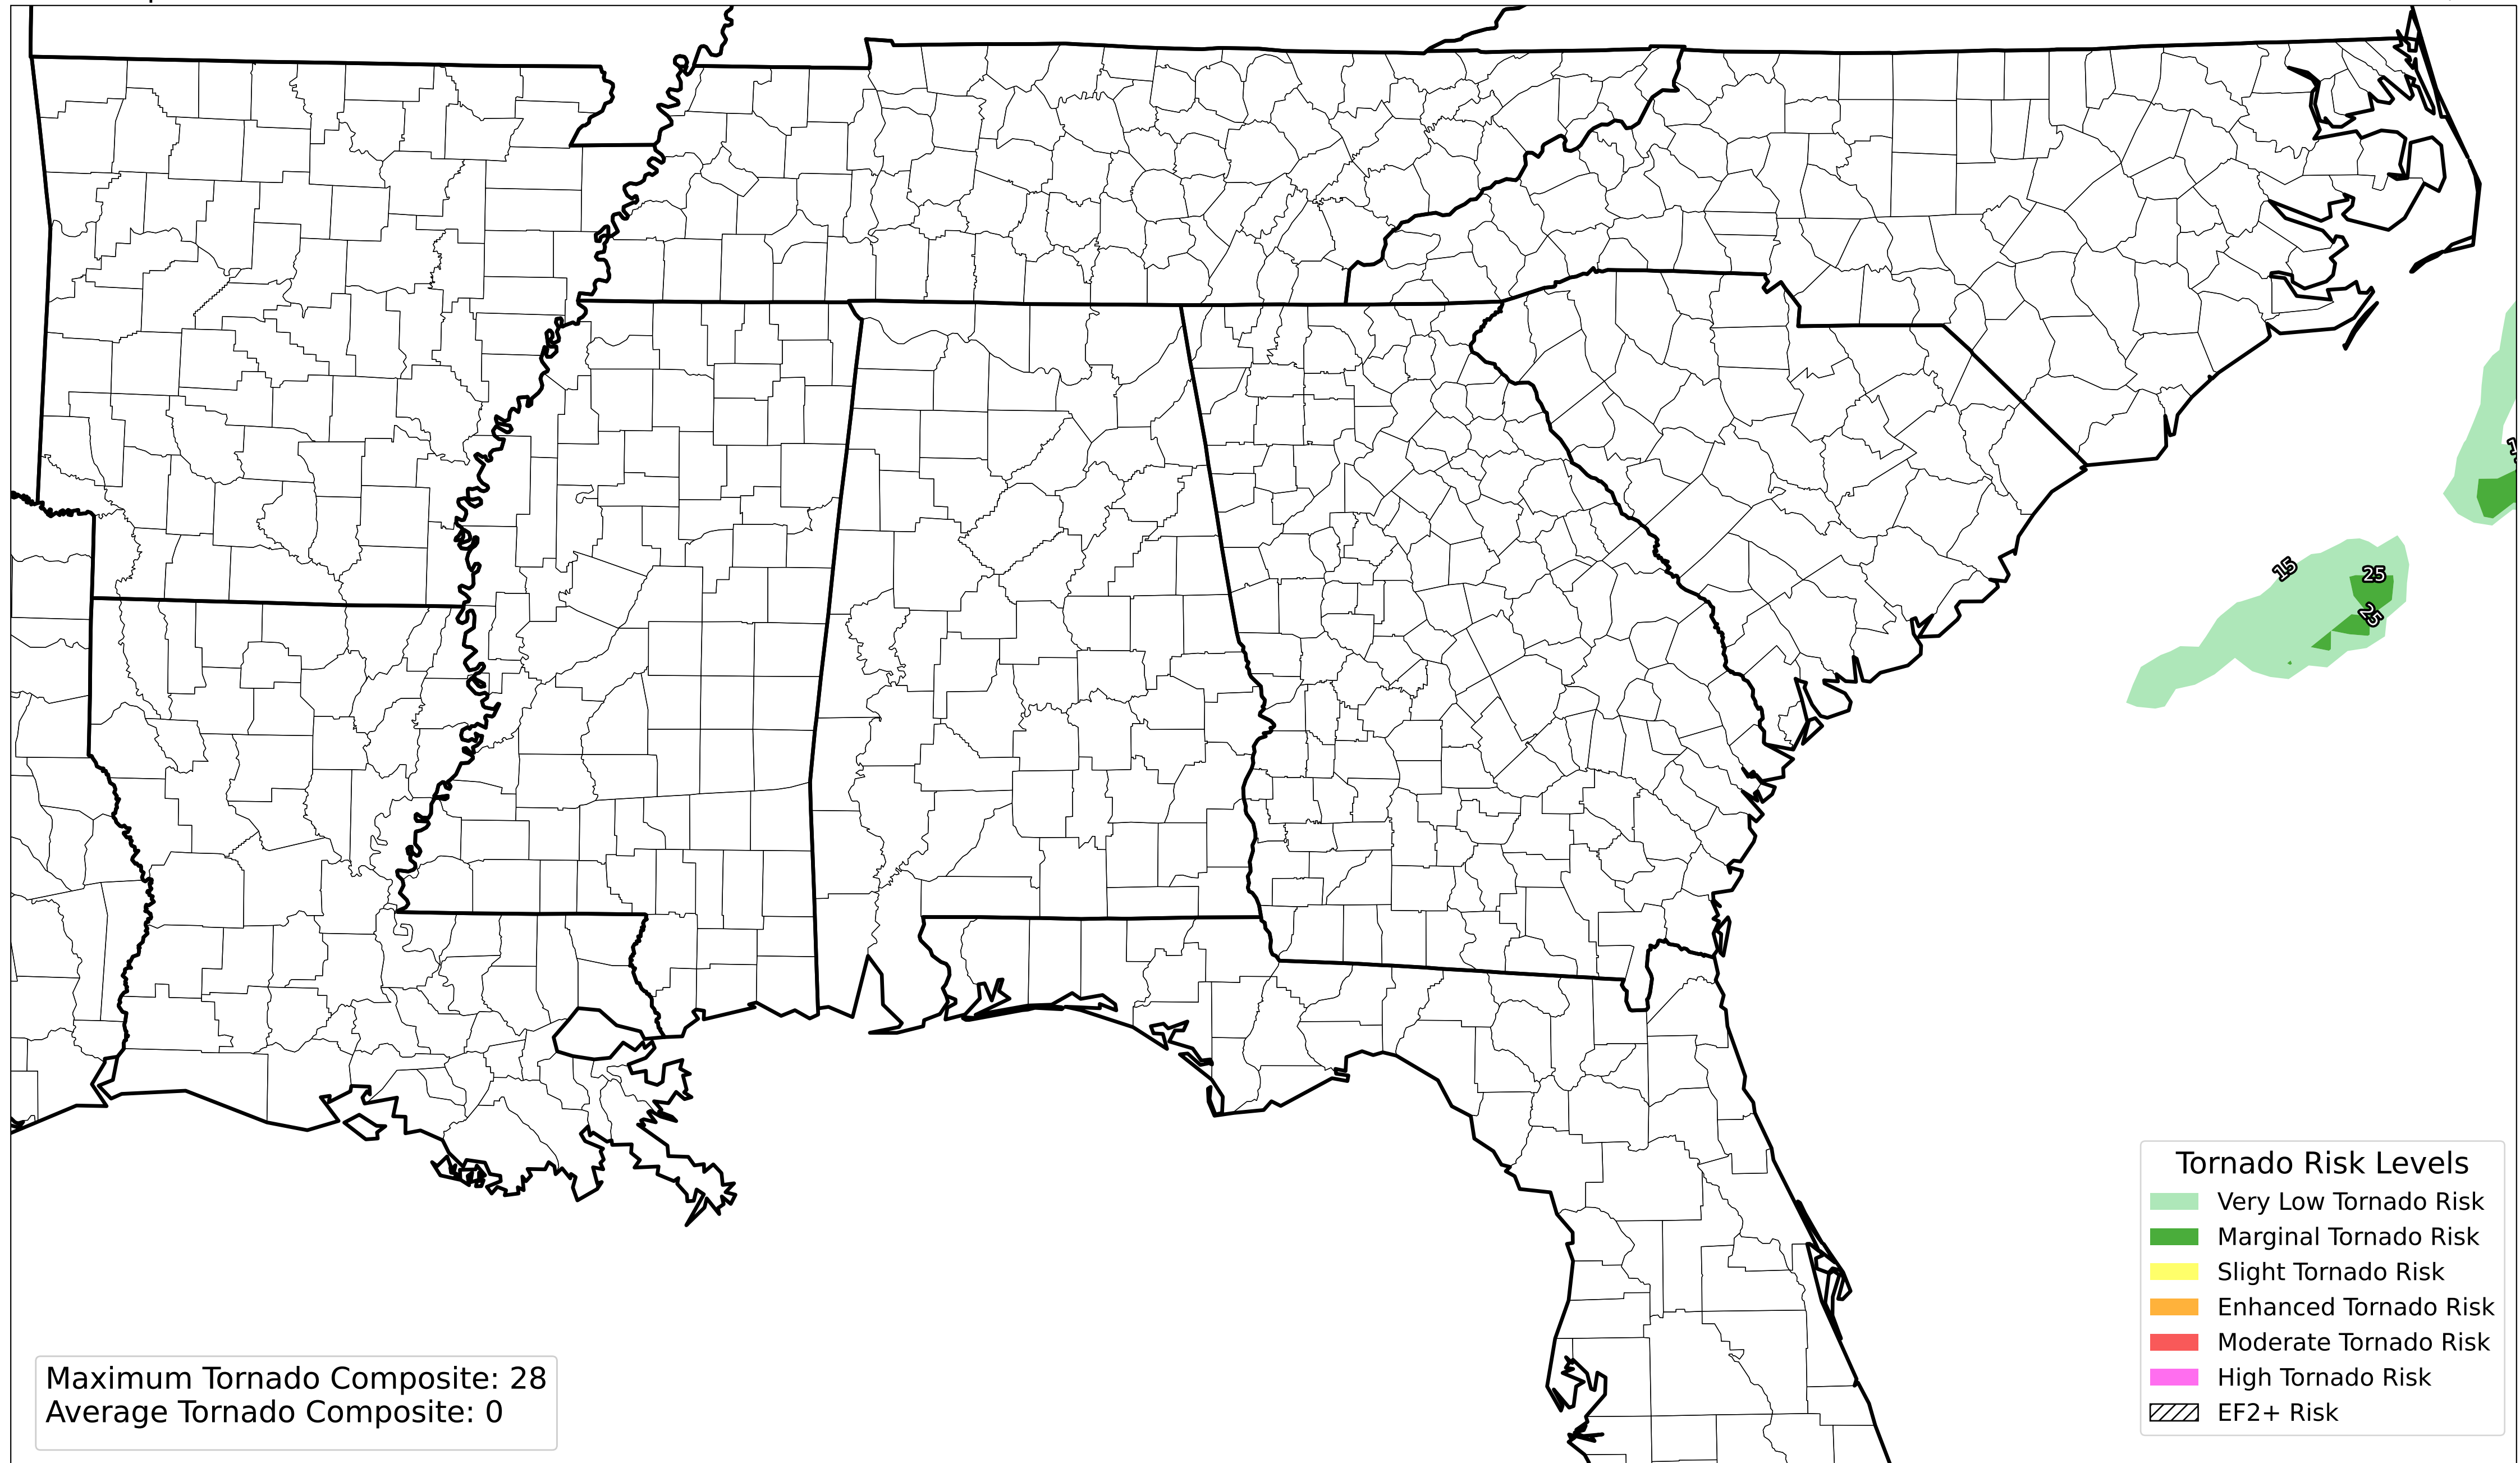 15
25
25
Tornado Risk Levels
Very Low Tornado Risk
Marginal Tornado Risk
Slight Tornado Risk
Enhanced Tornado Risk
Moderate Tornado Risk
High Tornado Risk
EF2+ Risk
Maximum Tornado Composite: 28
Average Tornado Composite: 0